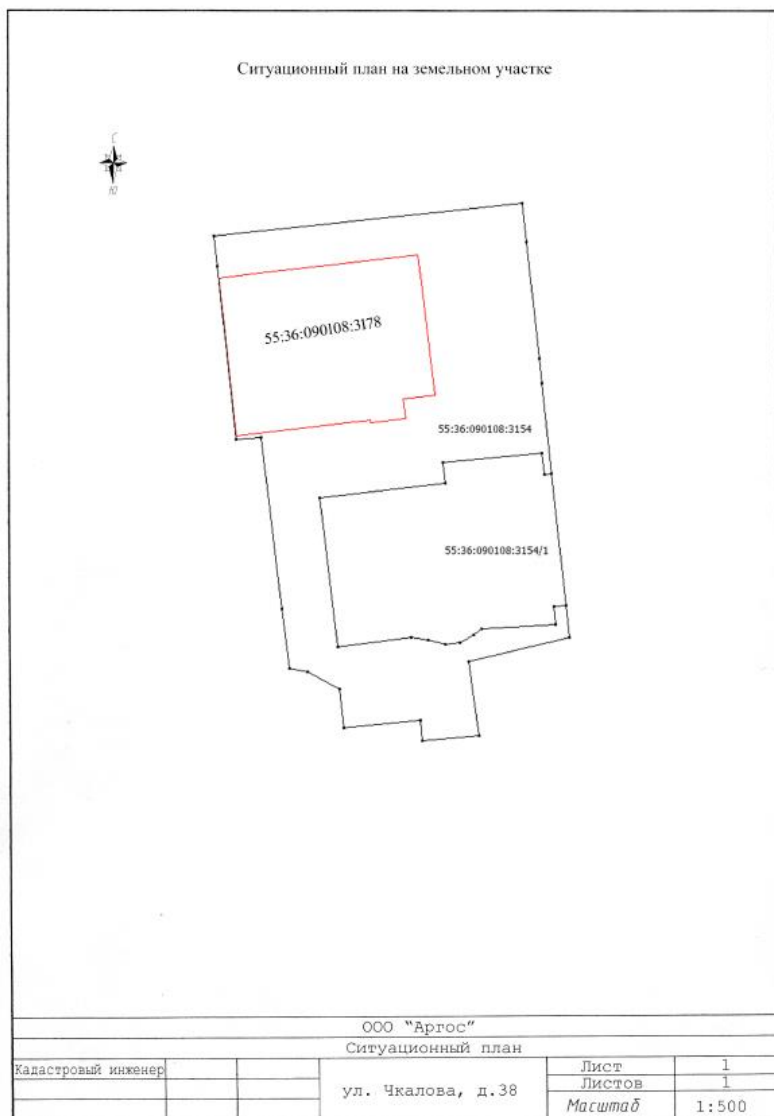 Ситуационный план на земельном участке
С
Ю
55:36:090108:3178
55:36:090108:3154
55:36:090108:3154/1
ООО "Аргос"
Ситуационный план
Кадастровый инженер
ул. Чкалова, д.38
Лист 1
Листов 1
Масштаб 1:500